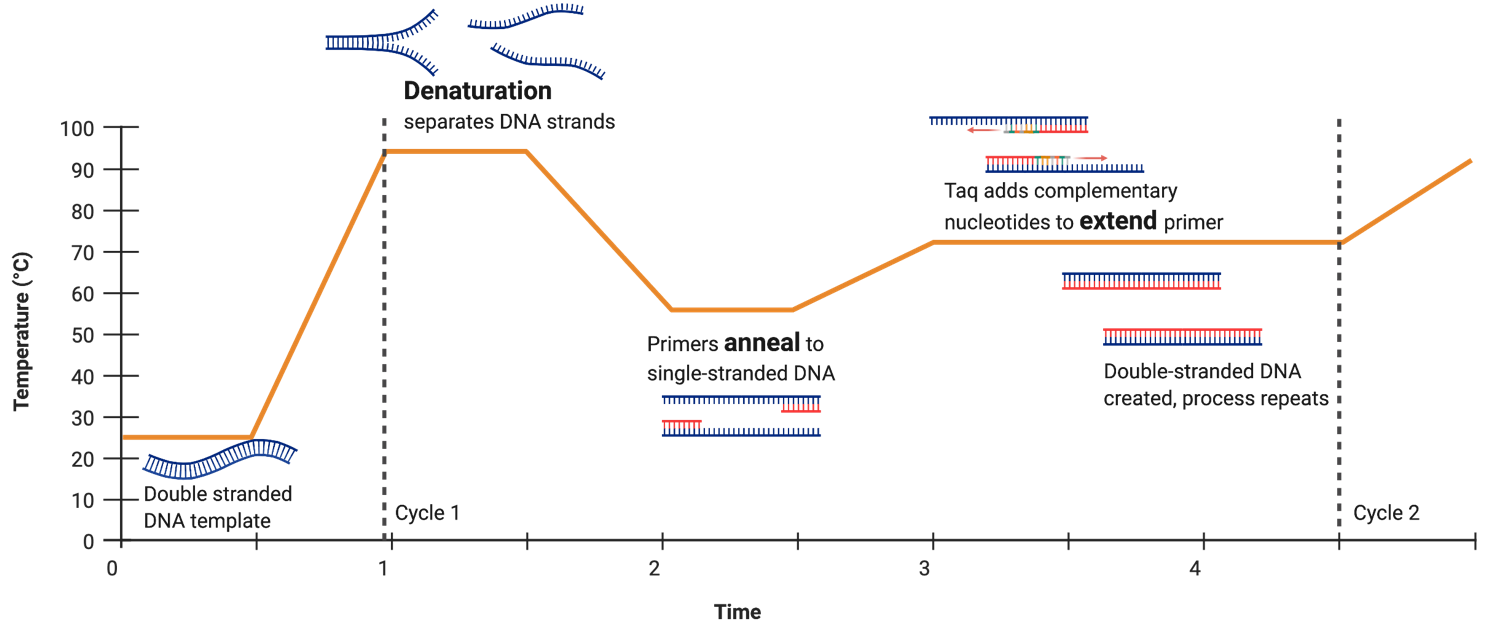 Denaturation
separates DNA strands
100
90
80
70
60
50
40
30
20
10
0
Temperature (°C)
Taq adds complementary
nucleotides to extend primer
Primers anneal to
single-stranded DNA
Double-stranded DNA
created, process repeats
Double stranded
DNA template
Cycle 1
Cycle 2
0
1
2
3
4
Time